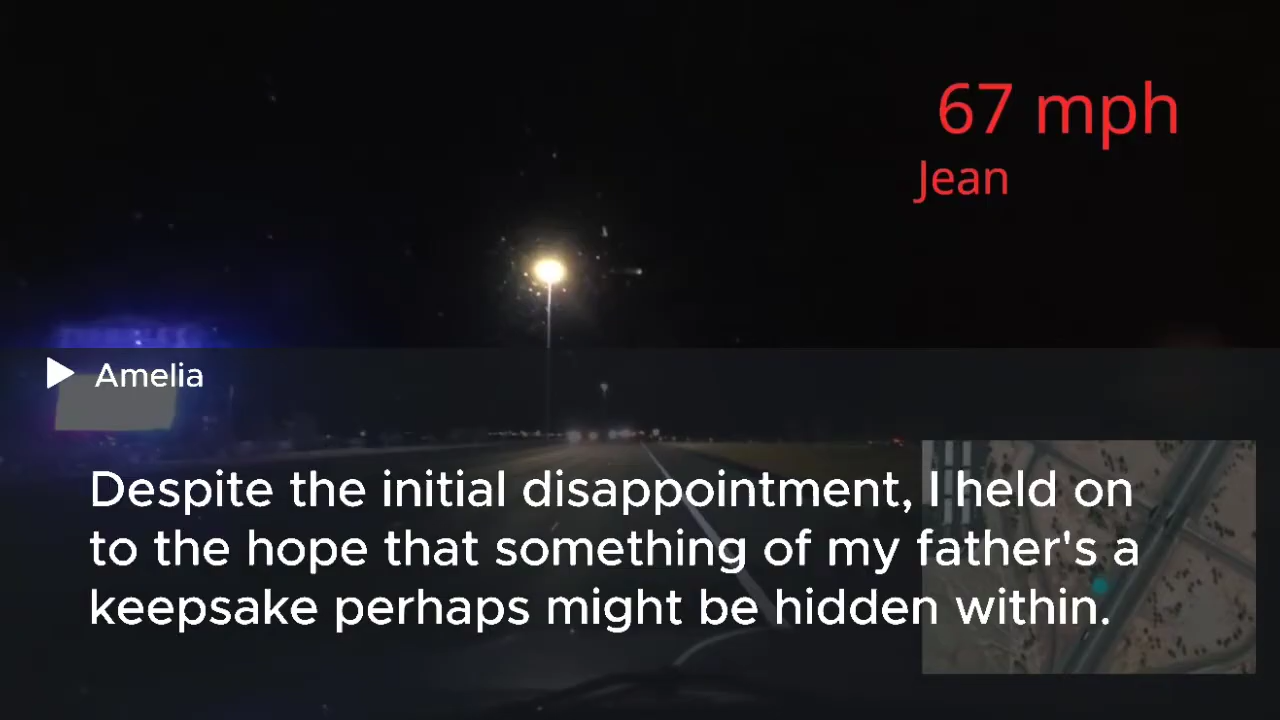 67 mph
Jean
Amelia
Despite the initial disappointment, I held on
to the hope that something of my father's a
keepsake perhaps might be hidden within.